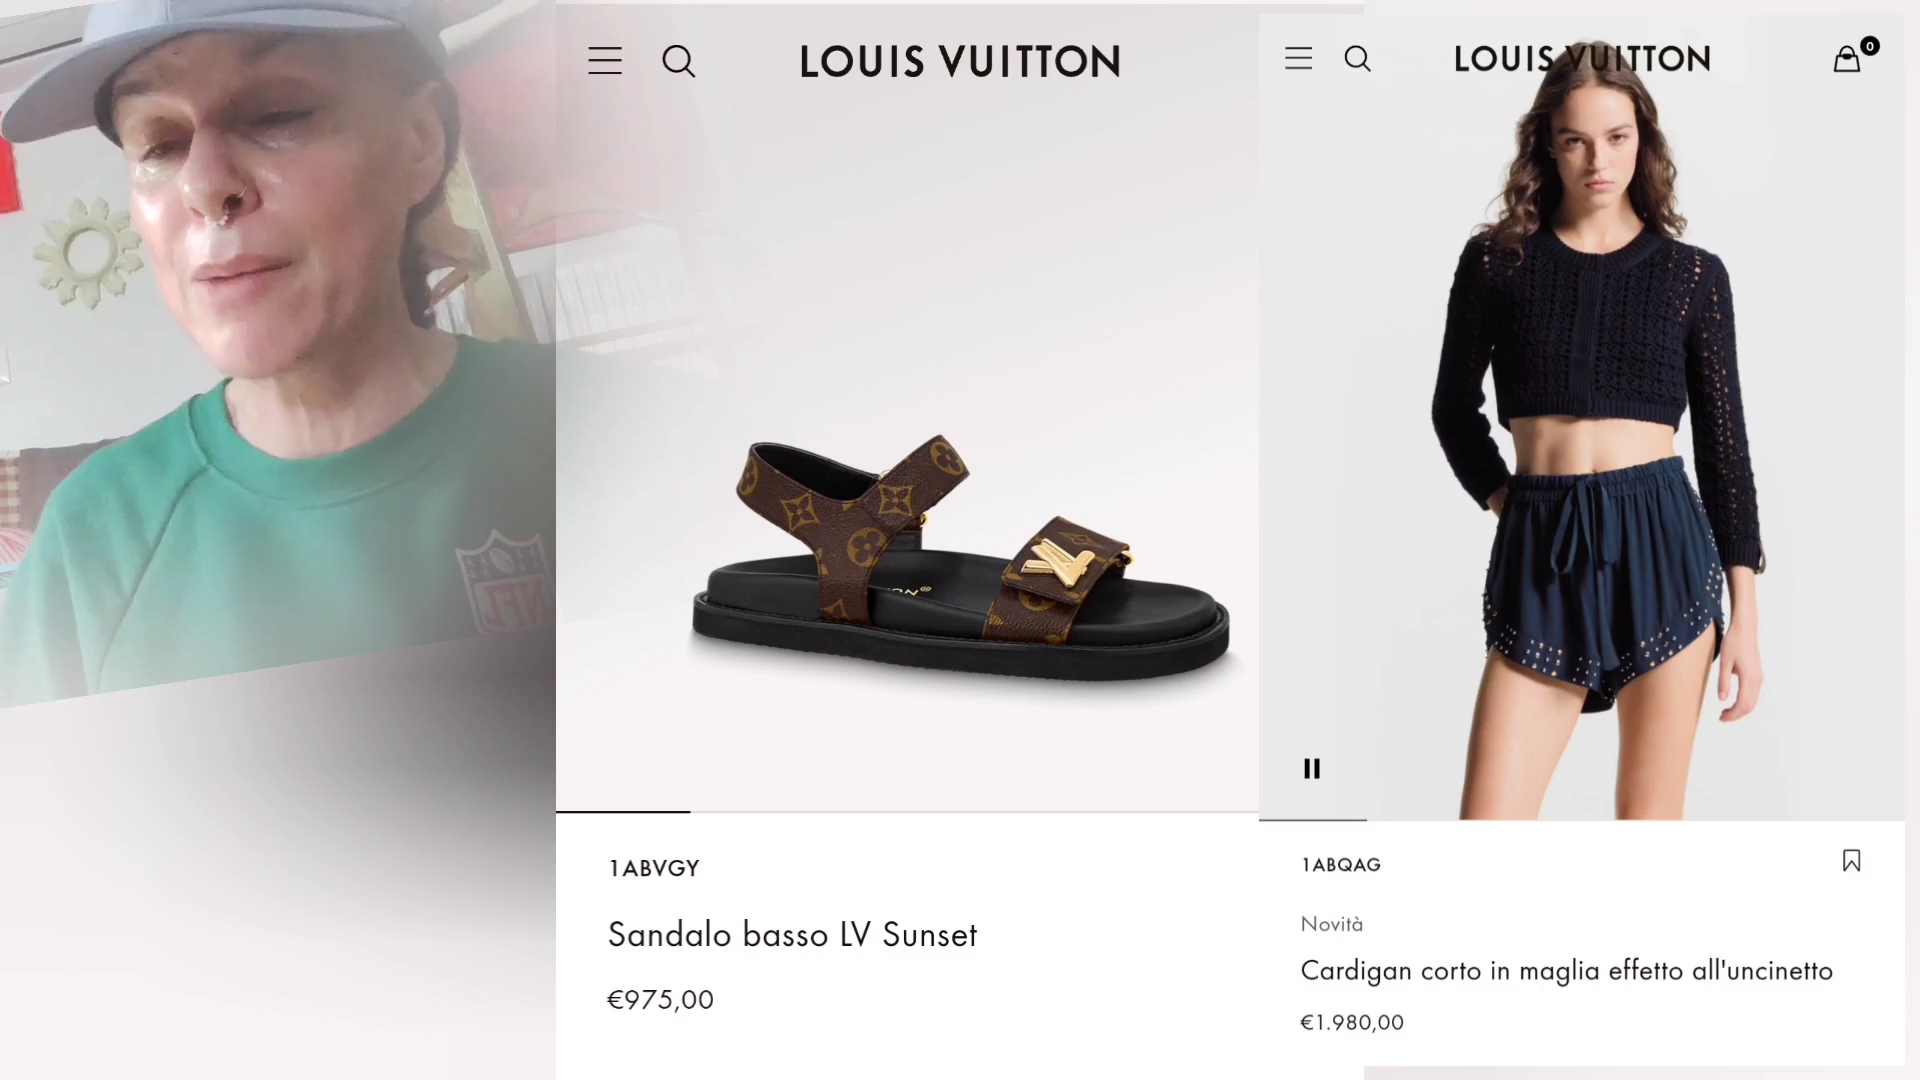 LOUIS VUITTON
1ABVGY
Sandalo basso LV Sunset
€975,00
LOUIS VUITTON
0
1ABQAG
Novità
Cardigan corto in maglia effetto all'uncinetto
€1.980,00
NFL